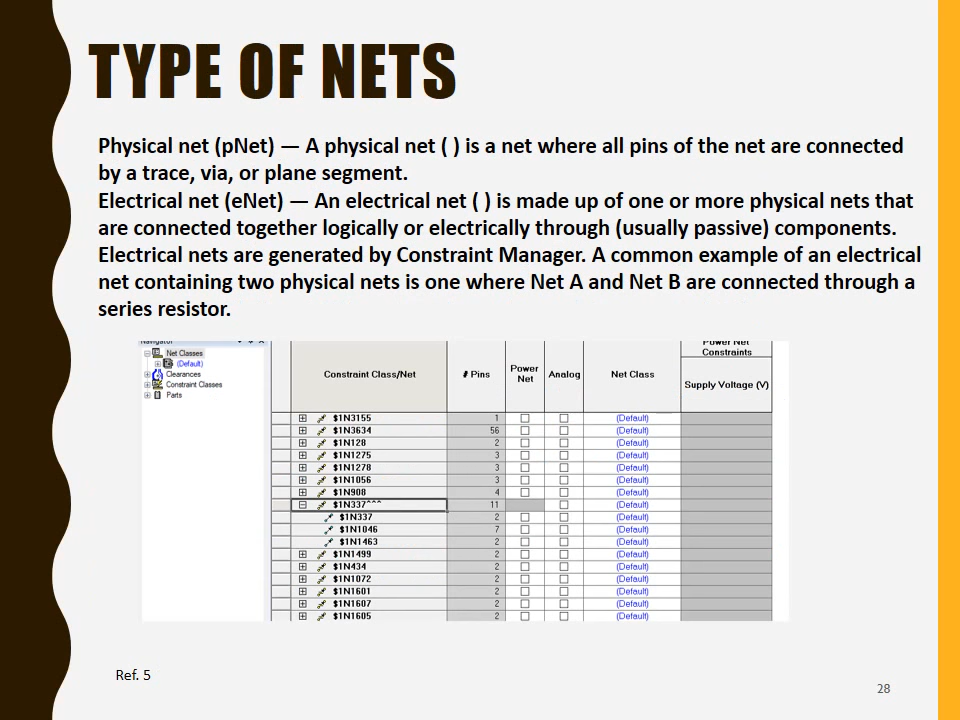 TYPE OF NETS
Physical net (pNet) — A physical net ( ) is a net where all pins of the net are connected
by a trace, via, or plane segment.
Electrical net (eNet) — An electrical net ( ) is made up of one or more physical nets that
are connected together logically or electrically through (usually passive) components.
Electrical nets are generated by Constraint Manager. A common example of an electrical
net containing two physical nets is one where Net A and Net B are connected through a
series resistor.
Navigator
Net Classes
(Default)
Clearances
Constraint Classes
Parts
Constraint Class/Net # Pins Power Net Analog Net Class Power Net Constraints Supply Voltage (V)
$1N3155 1 (Default)
$1N3634 56 (Default)
$1N128 2 (Default)
$1N1275 3 (Default)
$1N1278 3 (Default)
$1N1056 3 (Default)
$1N908 4 (Default)
$1N337^^^ 11 (Default)
$1N337 2 (Default)
$1N1046 7 (Default)
$1N1463 2 (Default)
$1N1499 2 (Default)
$1N434 2 (Default)
$1N1072 2 (Default)
$1N1601 2 (Default)
$1N1607 2 (Default)
$1N1605 2 (Default)
Ref. 5
28